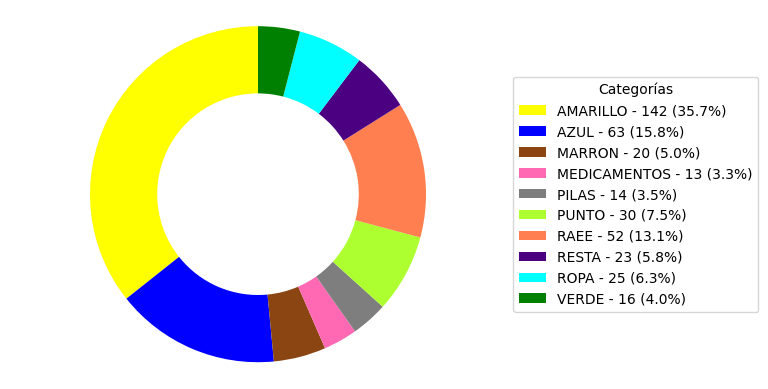 Categorías
AMARILLO - 142 (35.7%)
AZUL - 63 (15.8%)
MARRON - 20 (5.0%)
MEDICAMENTOS - 13 (3.3%)
PILAS - 14 (3.5%)
PUNTO - 30 (7.5%)
RAEE - 52 (13.1%)
RESTA - 23 (5.8%)
ROPA - 25 (6.3%)
VERDE - 16 (4.0%)